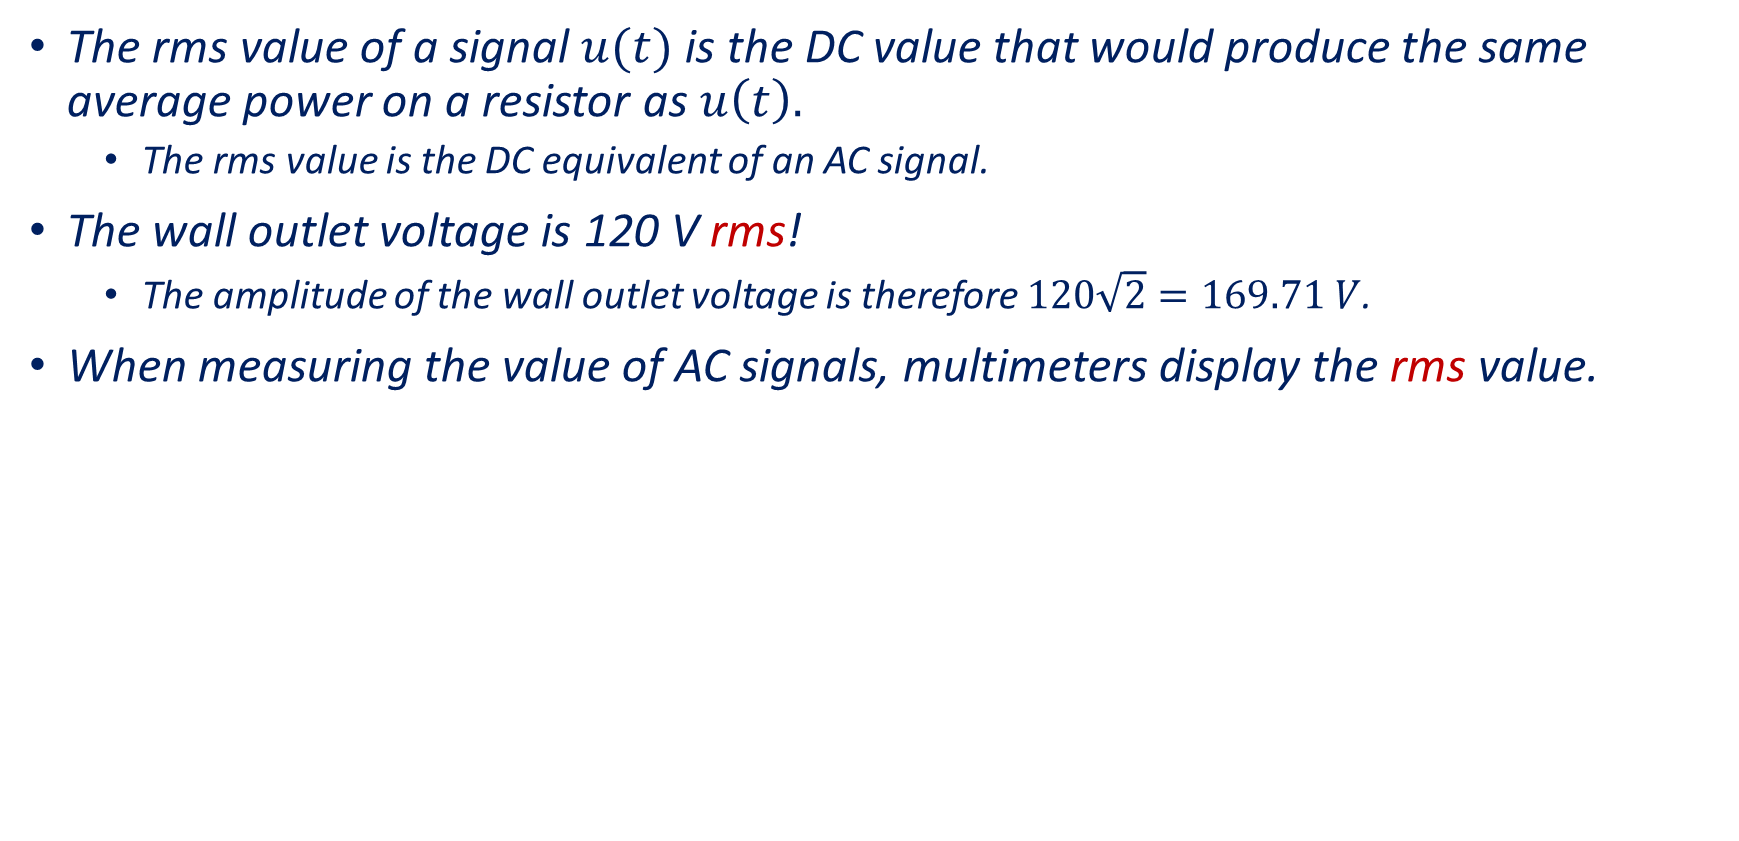 • The rms value of a signal u(t) is the DC value that would produce the same
average power on a resistor as u(t).
• The rms value is the DC equivalent of an AC signal.
• The wall outlet voltage is 120 V rms!
• The amplitude of the wall outlet voltage is therefore 120√2 = 169.71 V.
• When measuring the value of AC signals, multimeters display the rms value.